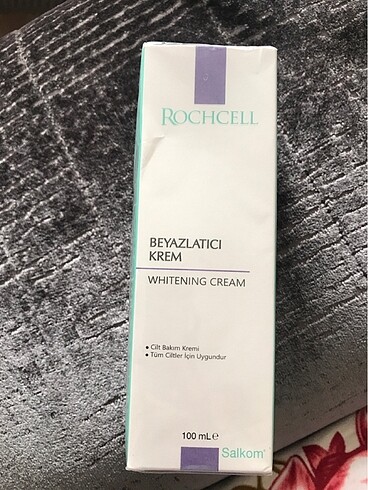 ROCHCELL
BEYAZLATICI
KREM
WHITENING CREAM
• Cilt Bakım Kremi
• Tüm Ciltler İçin Uygundur
100 mL ℮
Salkom